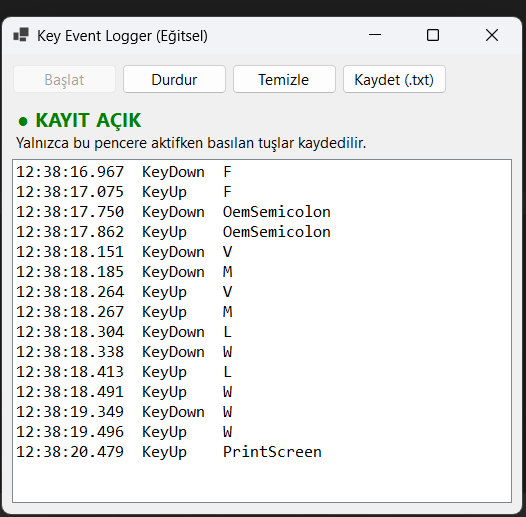 Key Event Logger (Eğitsel)
Başlat Durdur Temizle Kaydet (.txt)
● KAYIT AÇIK
Yalnızca bu pencere aktifken basılan tuşlar kaydedilir.
12:38:16.967 KeyDown F
12:38:17.075 KeyUp F
12:38:17.750 KeyDown OemSemicolon
12:38:17.862 KeyUp OemSemicolon
12:38:18.151 KeyDown V
12:38:18.185 KeyDown M
12:38:18.264 KeyUp V
12:38:18.267 KeyUp M
12:38:18.304 KeyDown L
12:38:18.338 KeyDown W
12:38:18.413 KeyUp L
12:38:18.491 KeyUp W
12:38:19.349 KeyDown W
12:38:19.496 KeyUp W
12:38:20.479 KeyUp PrintScreen